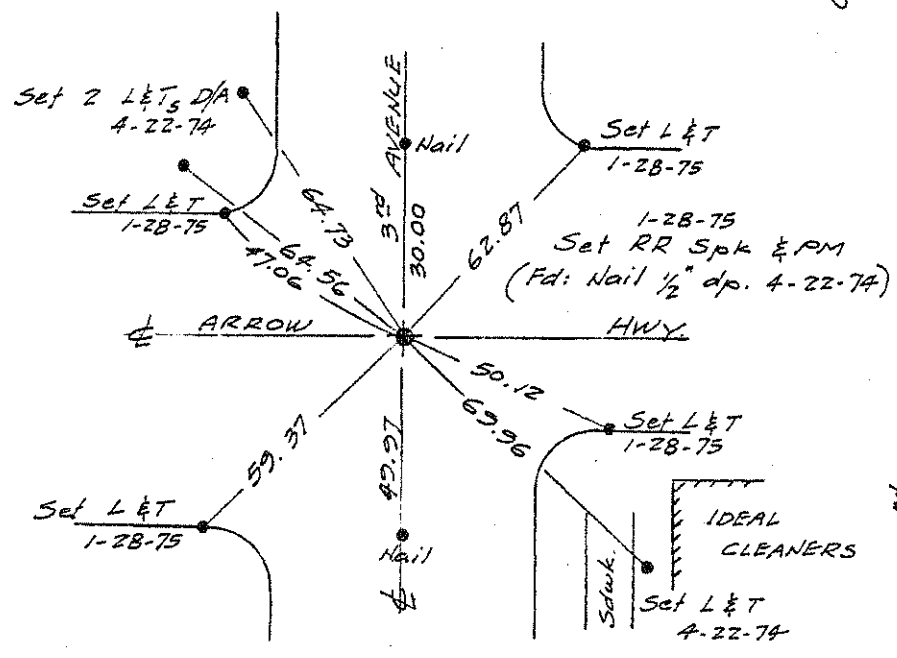 Set 2 L&Ts D/A
4-22-74
3rd AVENUE
Nail
Set L&T
1-28-75
Set L&T
1-28-75
64.73
30.00
62.87
64.56
47.06
1-28-75
Set RR Spk & PM
(Fd: Nail 1/2" dp. 4-22-74)
℄ ARROW HWY.
50.12
69.96
59.37
49.97
Set L&T
1-28-75
Set L&T
1-28-75
Nail
℄
IDEAL
CLEANERS
Sdwk.
Set L&T
4-22-74